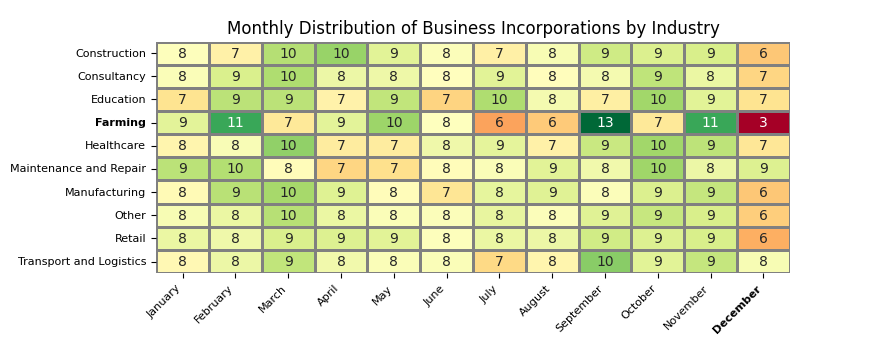 Monthly Distribution of Business Incorporations by Industry
Construction 8 7 10 10 9 8 7 8 9 9 9 6
Consultancy 8 9 10 8 8 8 9 8 8 9 8 7
Education 7 9 9 7 9 7 10 8 7 10 9 7
Farming 9 11 7 9 10 8 6 6 13 7 11 3
Healthcare 8 8 10 7 7 8 9 7 9 10 9 7
Maintenance and Repair 9 10 8 7 7 8 8 9 8 10 8 9
Manufacturing 8 9 10 9 8 7 8 9 8 9 9 6
Other 8 8 10 8 8 8 8 8 9 9 9 6
Retail 8 8 9 9 9 8 8 8 9 9 9 6
Transport and Logistics 8 8 9 8 8 8 7 8 10 9 9 8
January February March April May June July August September October November December